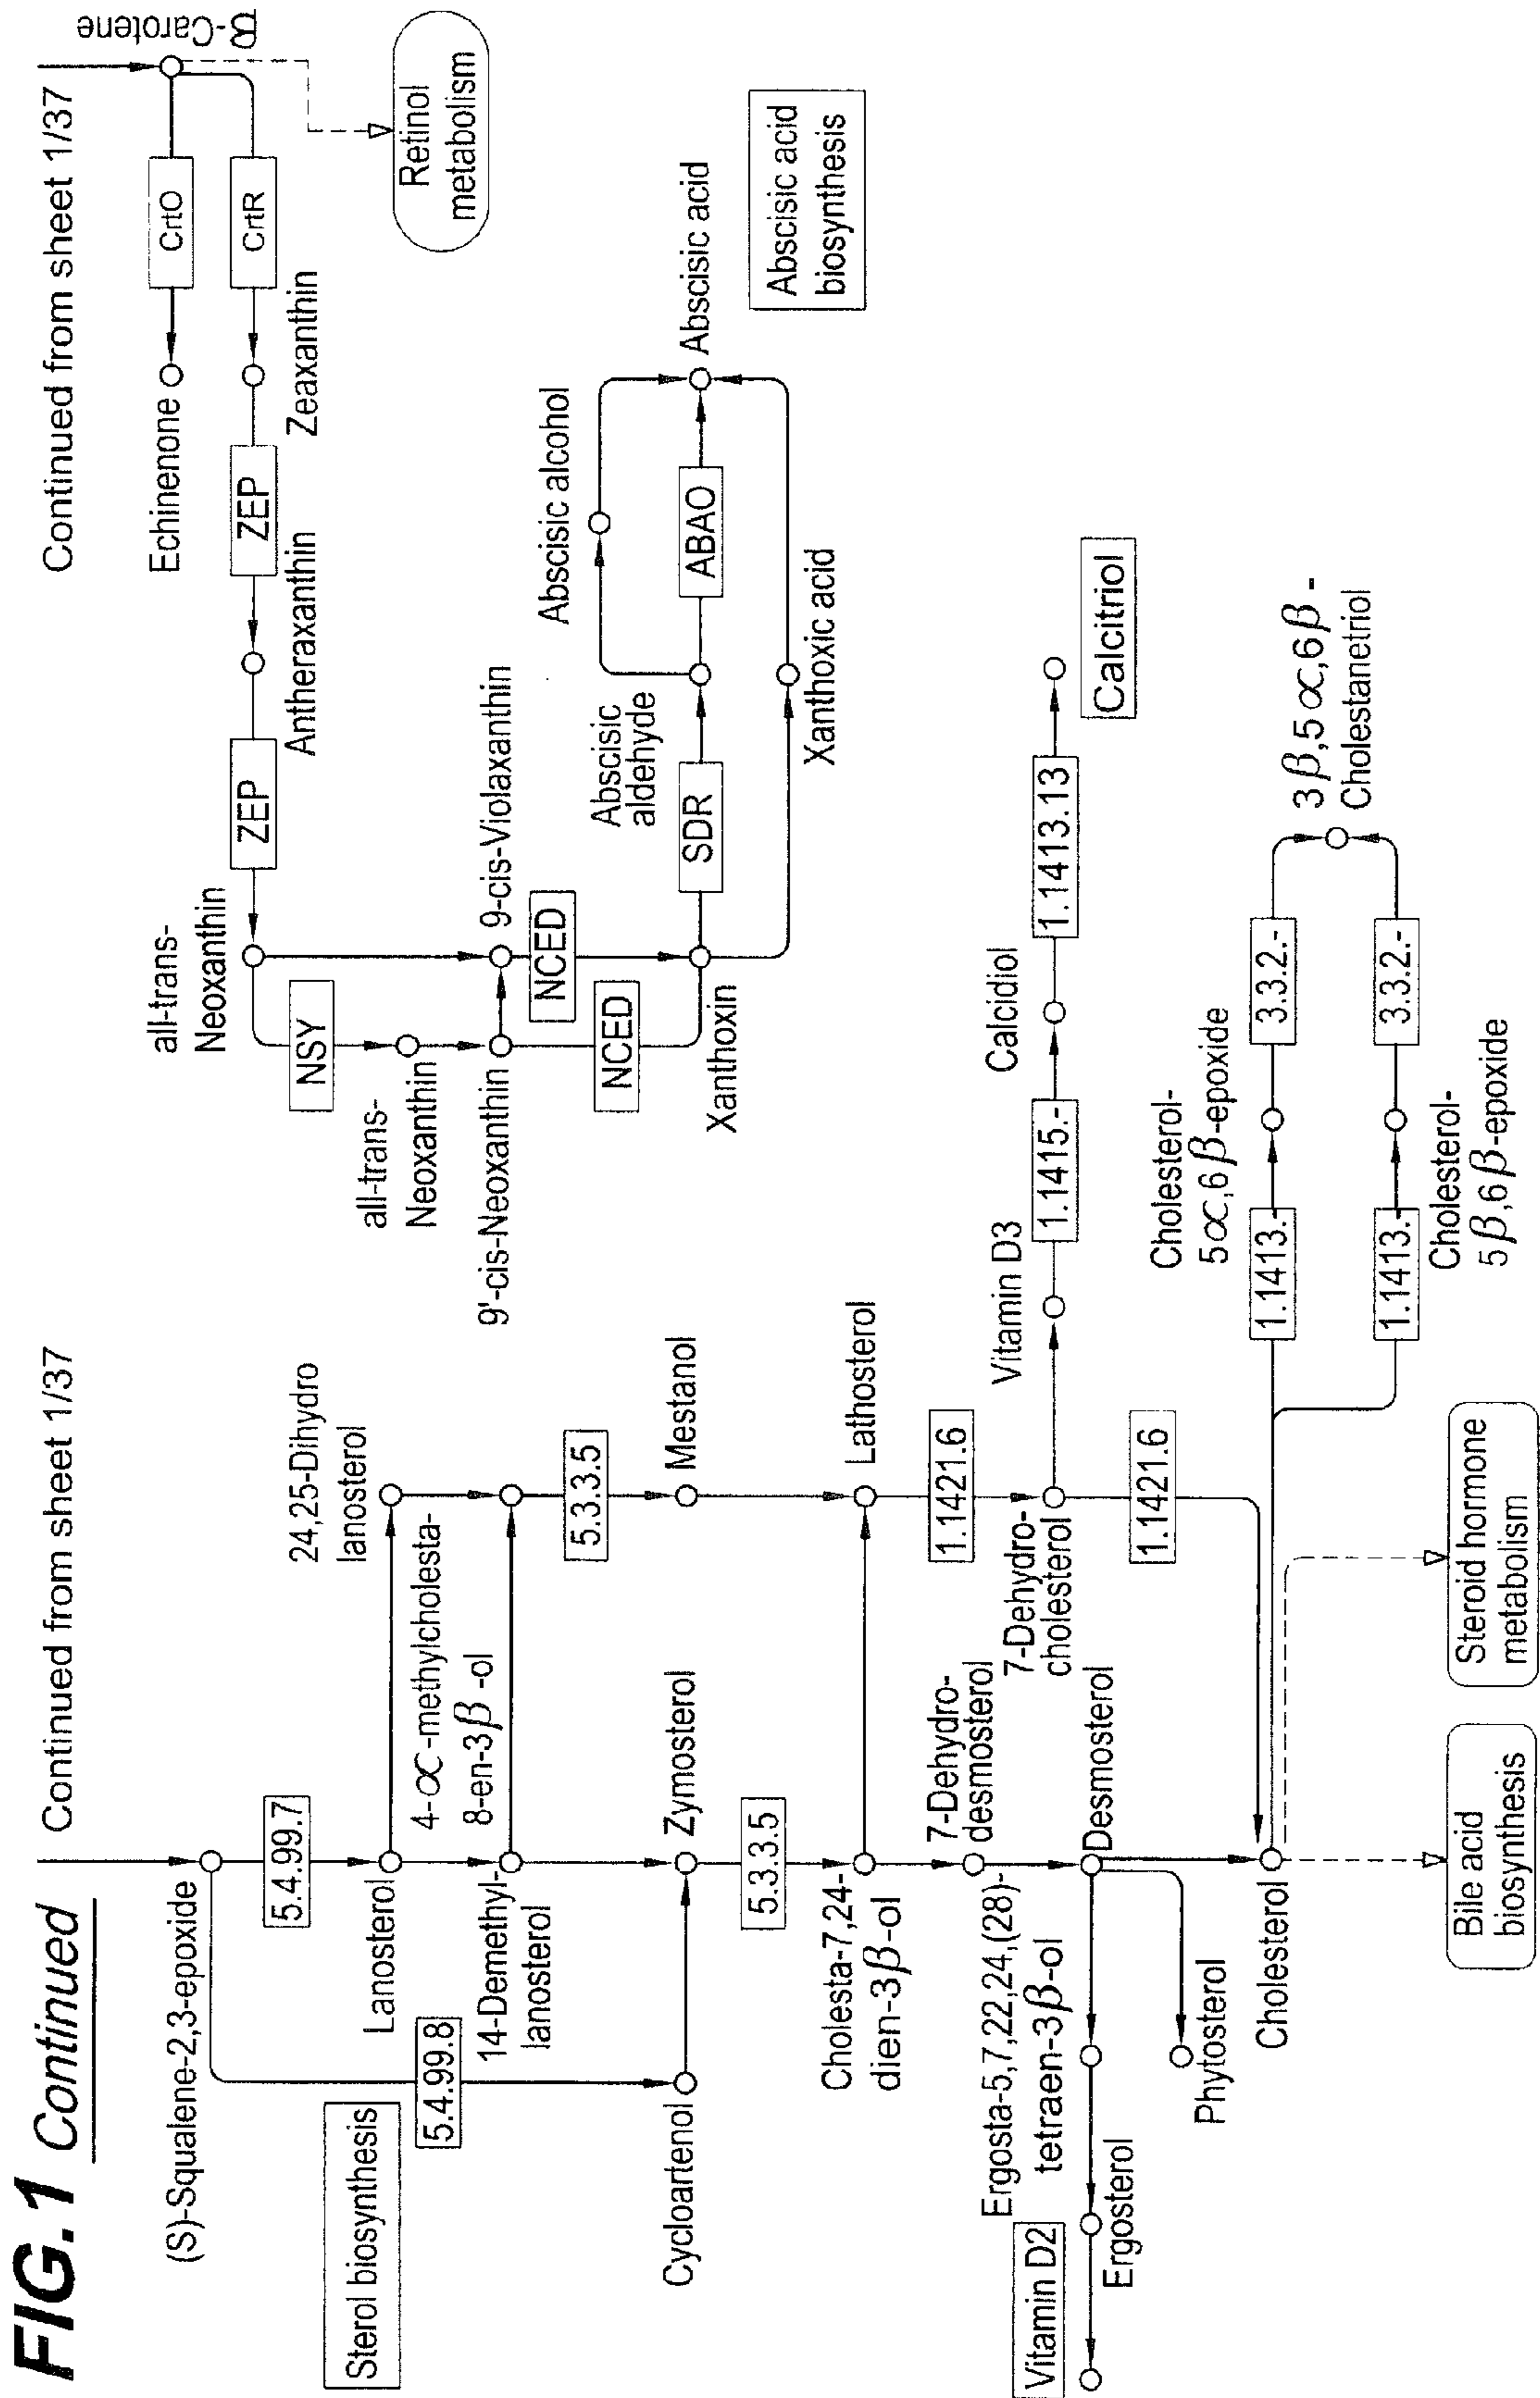 FIG. 1 Continued
Continued from sheet 1/37
(S)-Squalene-2,3-epoxide
5.4.99.7
Sterol biosynthesis
5.4.99.8
Lanosterol
24,25-Dihydro
lanosterol
4-∝-methylcholesta-
8-en-3β-ol
14-Demethyl-
lanosterol
5.3.3.5
Cycloartenol
Zymosterol
Mestanol
5.3.3.5
Cholesta-7,24-
dien-3β-ol
Lathosterol
1.1421.6
7-Dehydro-
desmosterol
7-Dehydro-
cholesterol
Vitamin D3
1.1415.-
Calcidiol
1.1413.13
Calcitriol
Vitamin D2
Ergosterol
Ergosta-5,7,22,24,(28)-
tetraen-3β-ol
Desmosterol
1.1421.6
Phytosterol
Cholesterol
1.1413.-
Cholesterol-
5∝,6β-epoxide
3.3.2.-
3β,5∝,6β-
Cholestanetriol
1.1413.-
Cholesterol-
5β,6β-epoxide
3.3.2.-
Bile acid
biosynthesis
Steroid hormone
metabolism
Continued from sheet 1/37
β-Carotene
Echinenone
CrtO
CrtR
Zeaxanthin
ZEP
Antheraxanthin
ZEP
all-trans-
Neoxanthin
Retinol
metabolism
NSY
all-trans-
Neoxanthin
9'-cis-Neoxanthin
9-cis-Violaxanthin
NCED
NCED
Xanthoxin
SDR
Abscisic
aldehyde
Abscisic alcohol
ABAO
Abscisic acid
Xanthoxic acid
Abscisic acid
biosynthesis